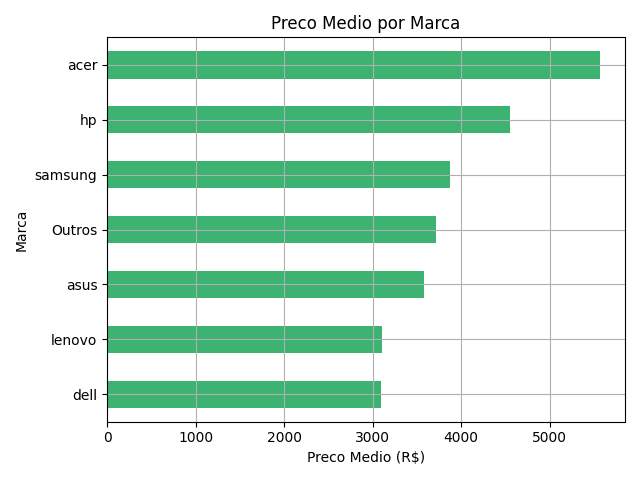 Preco Medio por Marca
acer
hp
samsung
Outros
asus
lenovo
dell
Marca
0 1000 2000 3000 4000 5000
Preco Medio (R$)